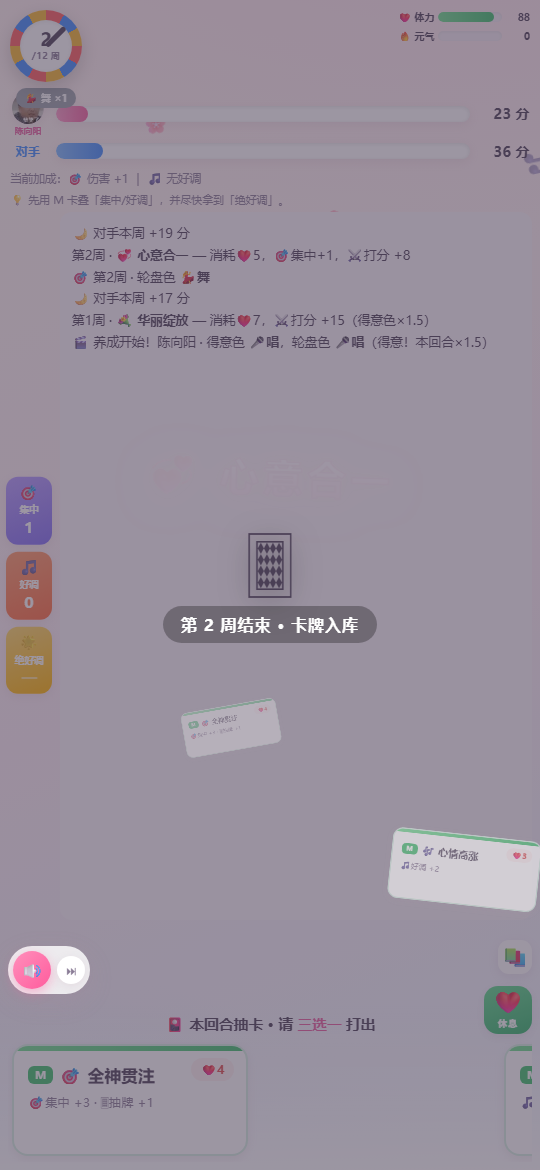 2
/12 周
体力 88
元气 0
舞 ×1
陈向阳
23 分
对手
36 分
当前加成： 伤害 +1 | 无好调
先用 M 卡叠「集中/好调」，并尽快拿到「绝好调」。
对手本周 +19 分
第2周 · 心意合一 — 消耗 5， 集中+1， 打分 +8
第2周 · 轮盘色 舞
对手本周 +17 分
第1周 · 华丽绽放 — 消耗 7， 打分 +15（得意色×1.5）
养成开始！陈向阳 · 得意色 唱，轮盘色 唱（得意！本回合×1.5）
心意合一
集中
1
好调
0
绝好调
—
第 2 周结束 • 卡牌入库
M 全神贯注 4
M 心情高涨 3
好调 +2
休息
本回合抽卡 • 请 三选一 打出
M 全神贯注 4
集中 +3 · 抽牌 +1
M